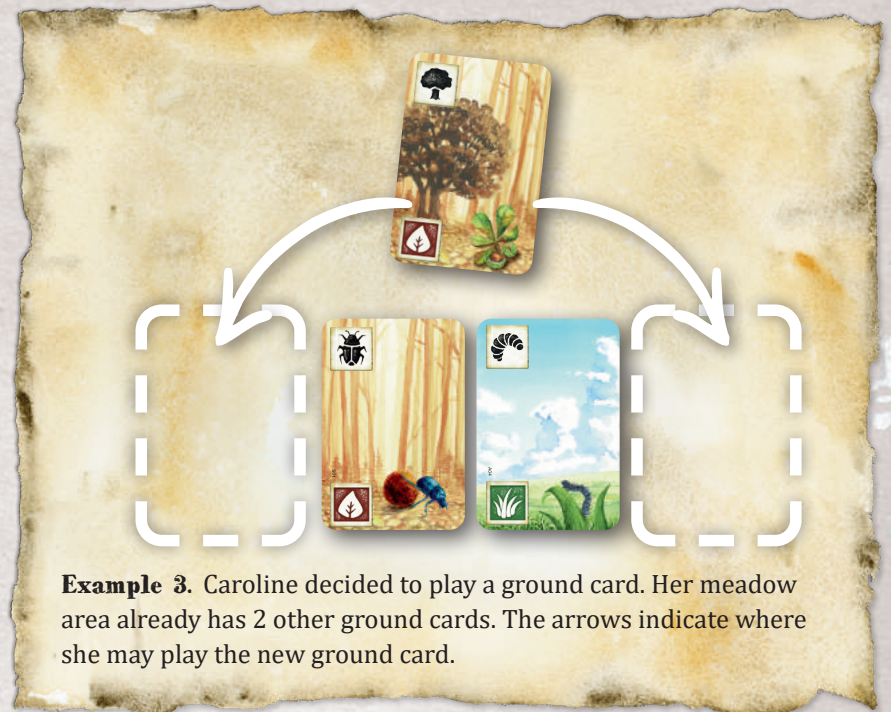 Example 3. Caroline decided to play a ground card. Her meadow
area already has 2 other ground cards. The arrows indicate where
she may play the new ground card.